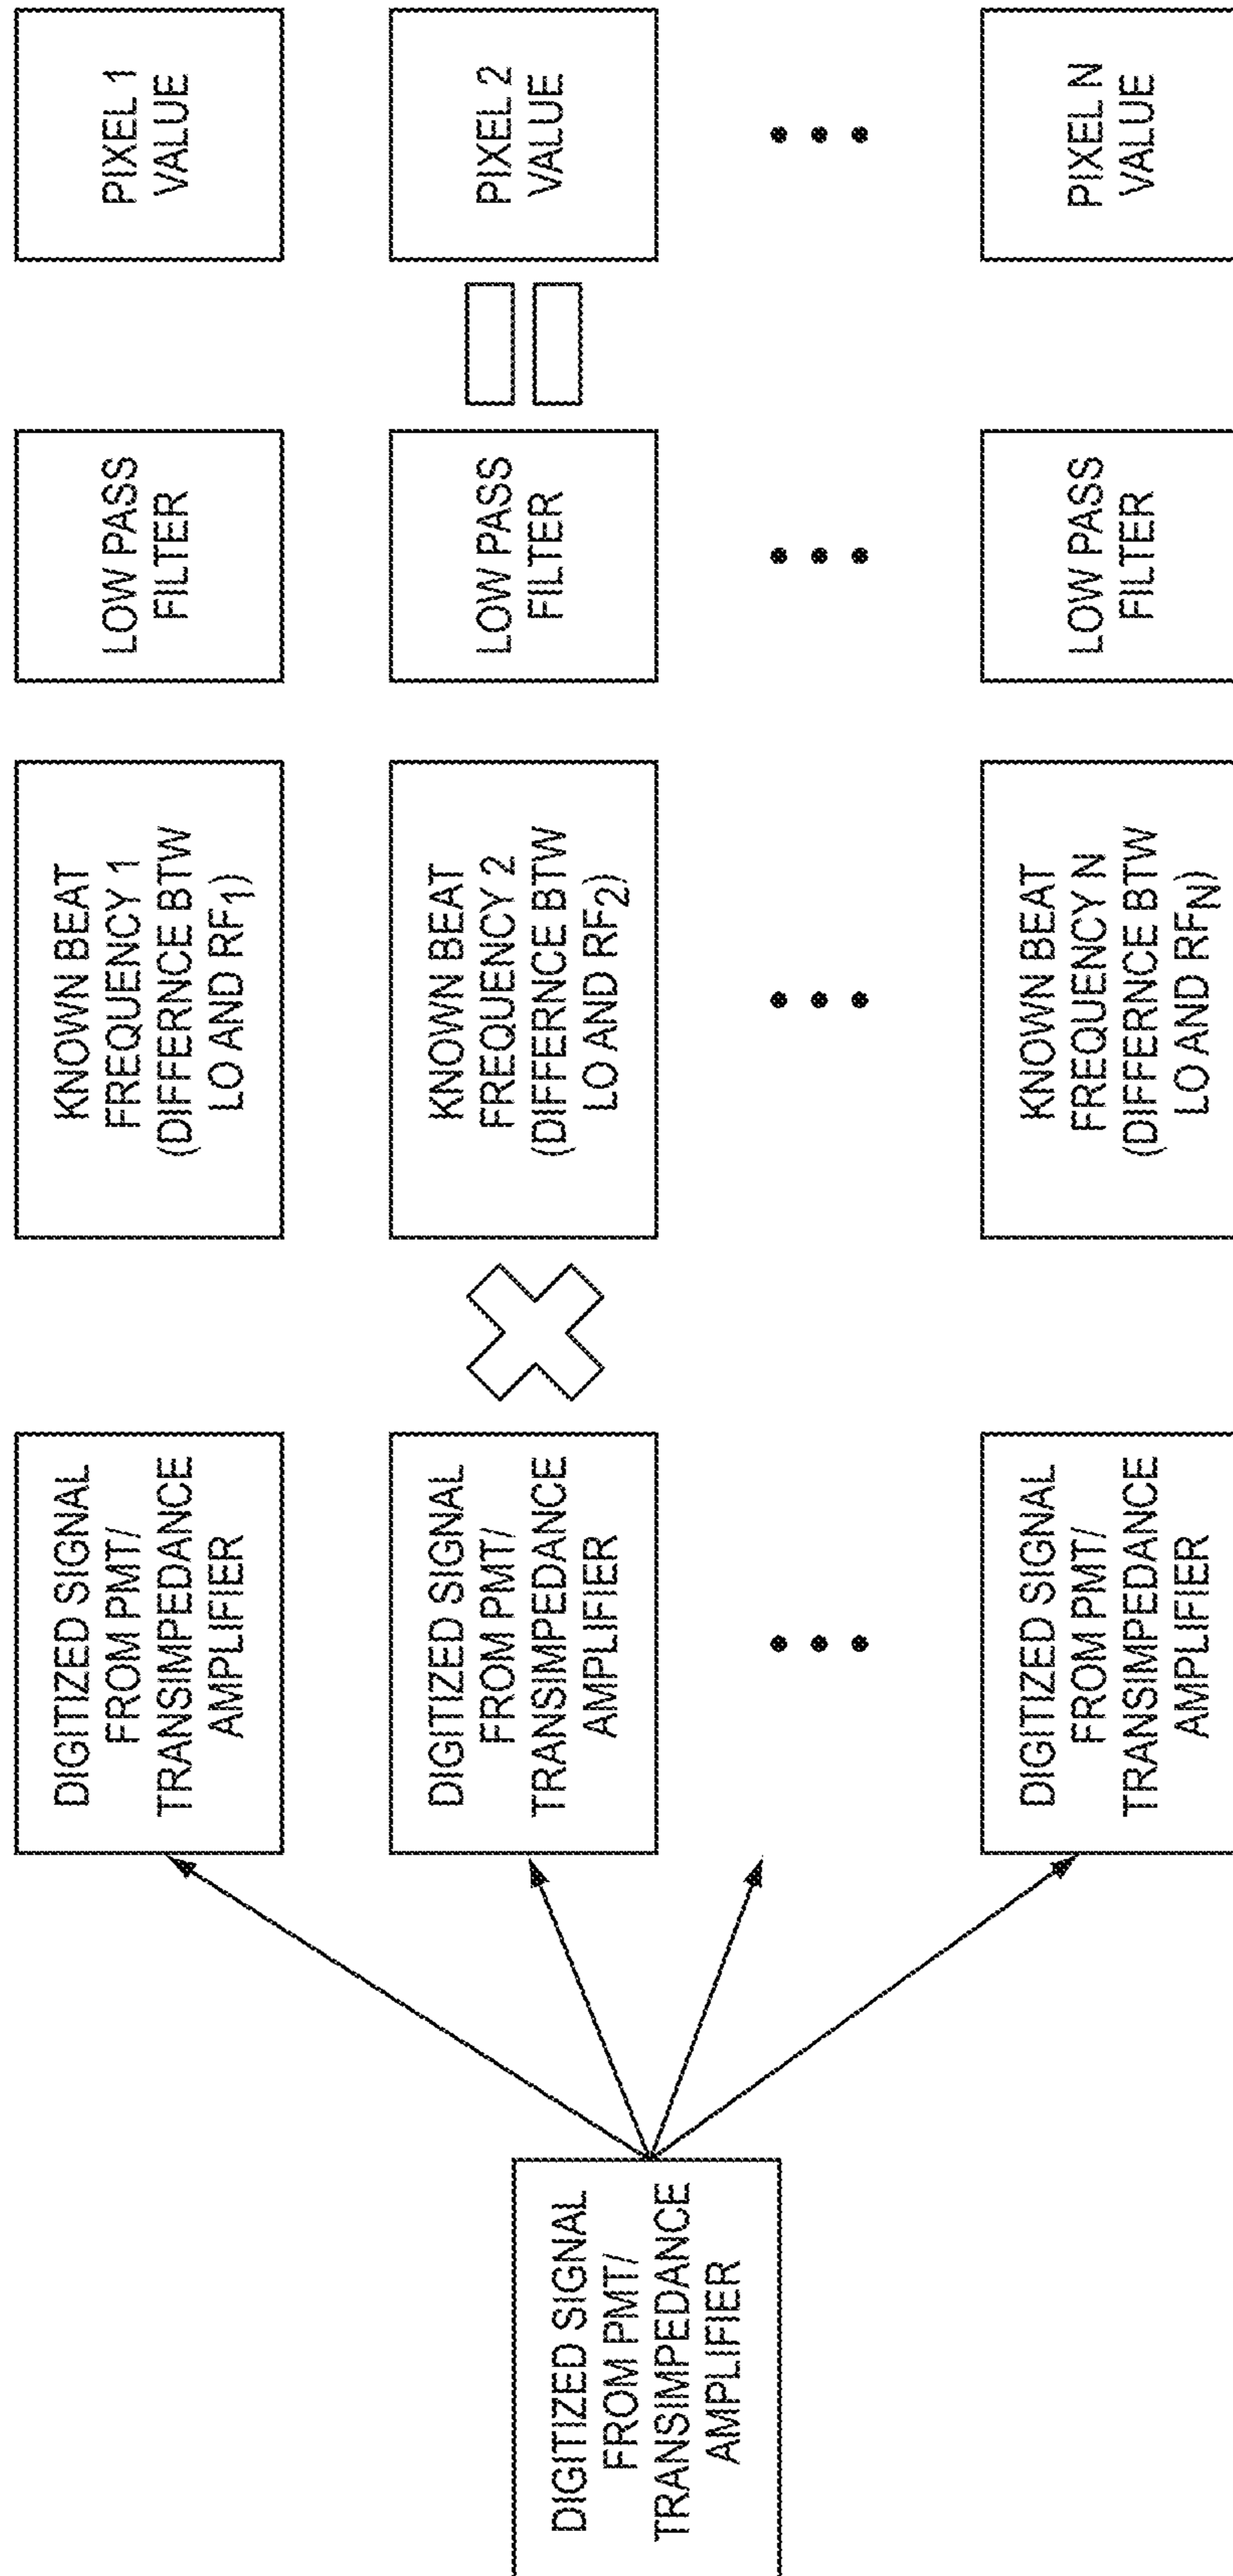 DIGITIZED SIGNAL
FROM PMT/
TRANSIMPEDANCE
AMPLIFIER
DIGITIZED SIGNAL
FROM PMT/
TRANSIMPEDANCE
AMPLIFIER
KNOWN BEAT
FREQUENCY 1
(DIFFERNCE BTW
LO AND RF₁)
LOW PASS
FILTER
PIXEL 1
VALUE
DIGITIZED SIGNAL
FROM PMT/
TRANSIMPEDANCE
AMPLIFIER
KNOWN BEAT
FREQUENCY 2
(DIFFERNCE BTW
LO AND RF₂)
LOW PASS
FILTER
PIXEL 2
VALUE
DIGITIZED SIGNAL
FROM PMT/
TRANSIMPEDANCE
AMPLIFIER
KNOWN BEAT
FREQUENCY N
(DIFFERNCE BTW
LO AND RF_N)
LOW PASS
FILTER
PIXEL N
VALUE